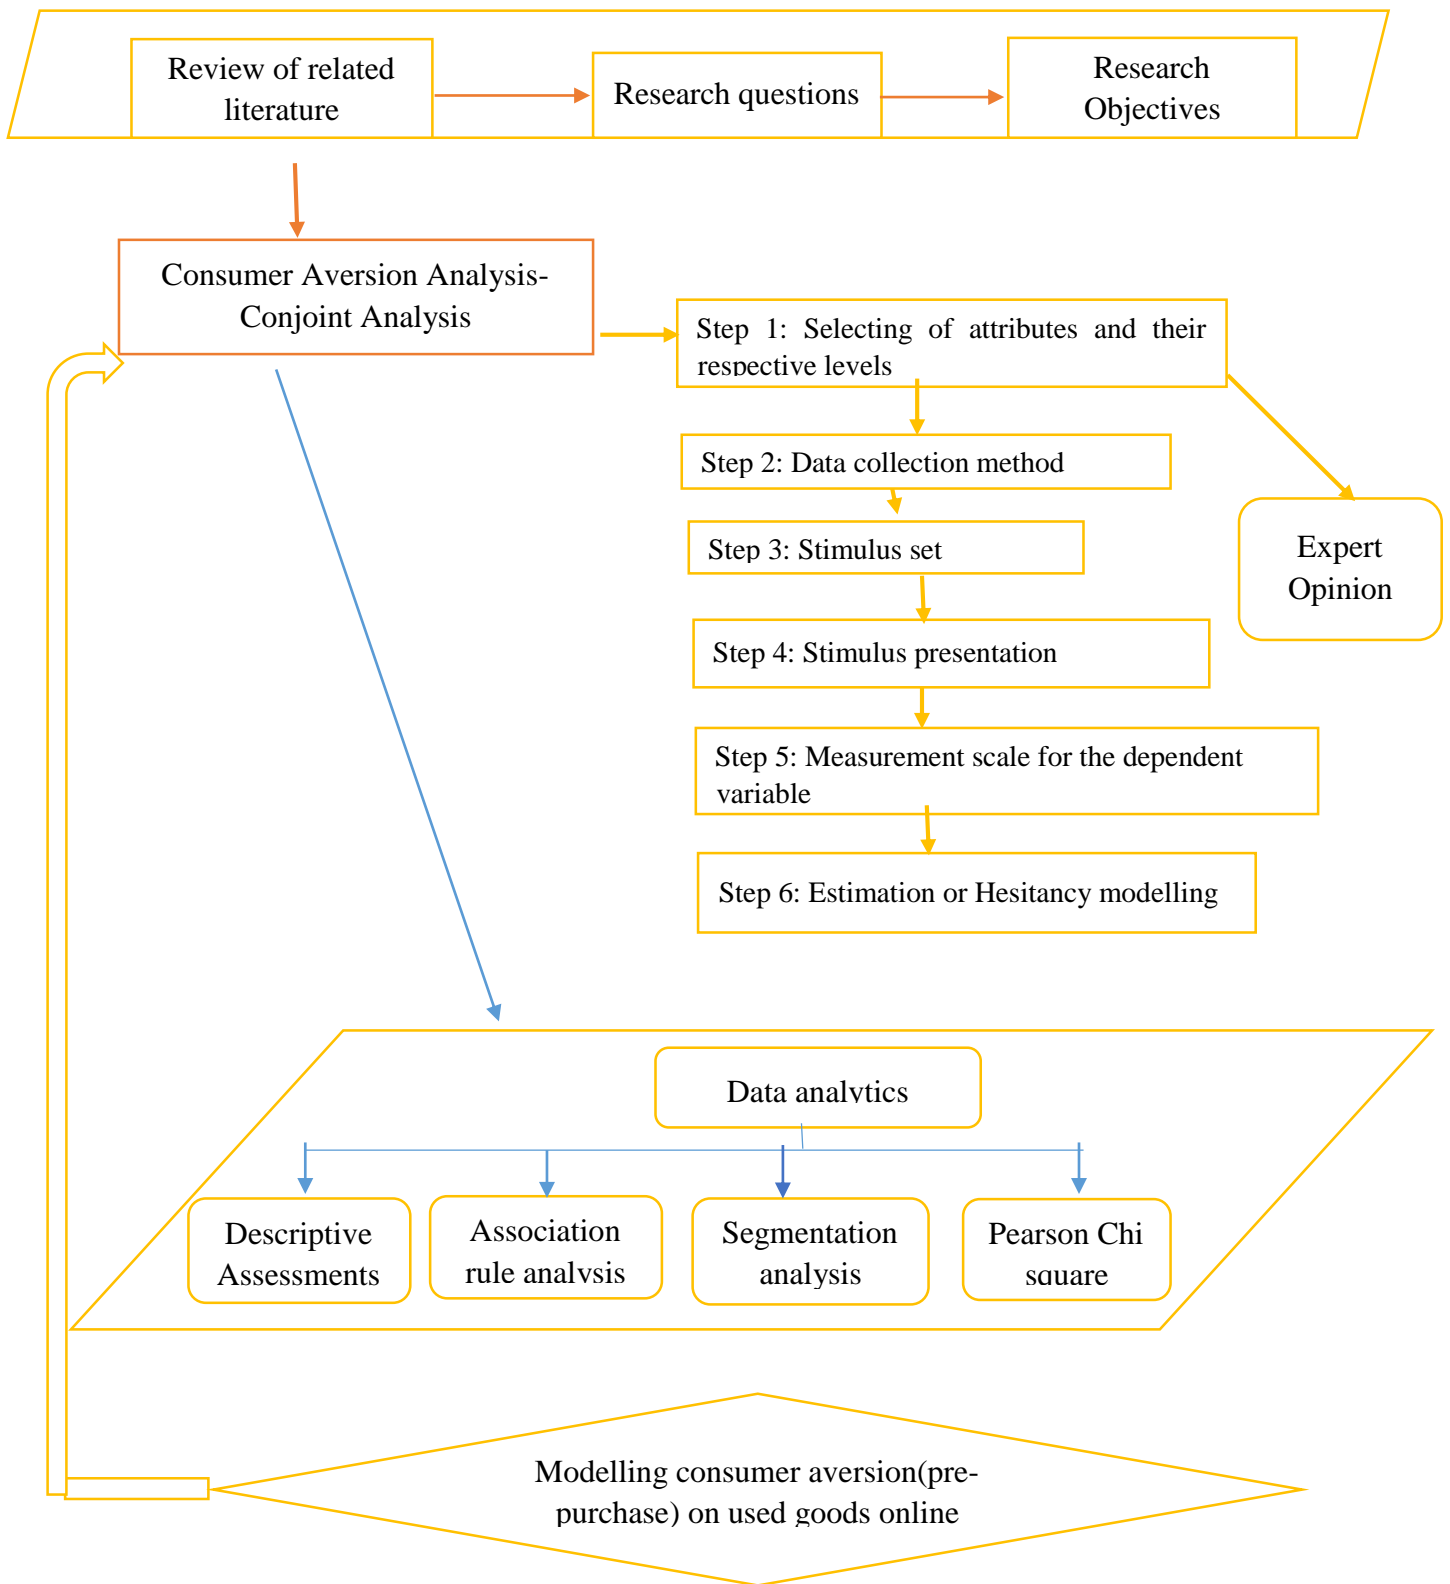 Review of related
literature
Research questions
Research
Objectives
Consumer Aversion Analysis-
Conjoint Analysis
Step 1: Selecting of attributes and their
respective levels
Step 2: Data collection method
Step 3: Stimulus set
Step 4: Stimulus presentation
Step 5: Measurement scale for the dependent
variable
Step 6: Estimation or Hesitancy modelling
Expert
Opinion
Data analytics
Descriptive
Assessments
Association
rule analysis
Segmentation
analysis
Pearson Chi
square
Modelling consumer aversion(pre-
purchase) on used goods online